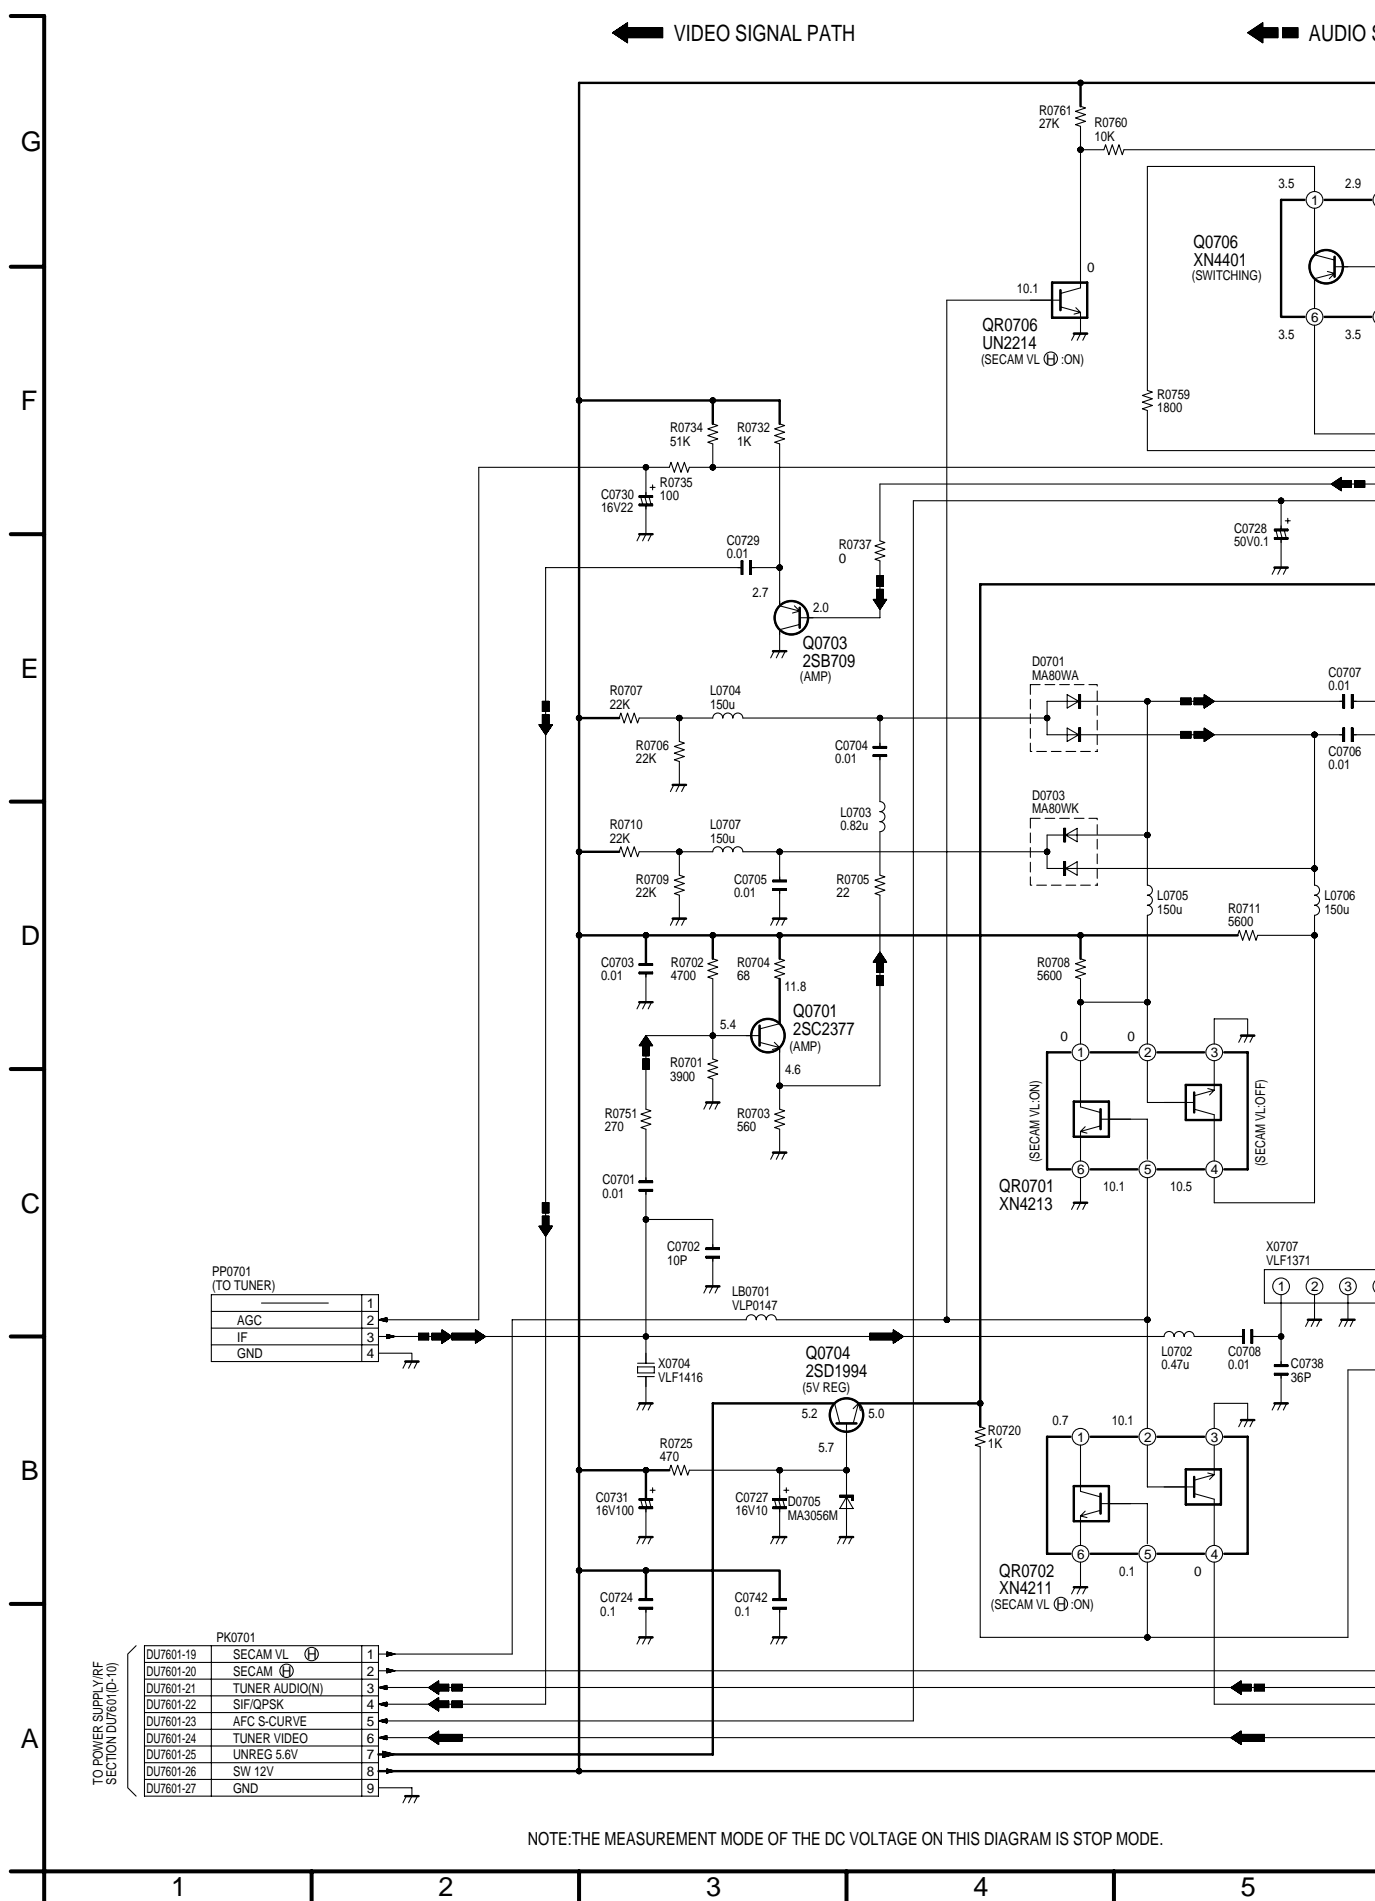 VIDEO SIGNAL PATH
AUDIO
G
R0761
27K
R0760
10K
3.5
2.9
1
Q0706
XN4401
(SWITCHING)
0
10.1
QR0706
UN2214
(SECAM VL Ⓗ :ON)
6
3.5
3.5
F
R0759
1800
R0734
51K
R0732
1K
R0735
100
C0730
16V22
+
C0728
50V0.1
+
C0729
0.01
R0737
0
2.7
2.0
Q0703
2SB709
(AMP)
E
D0701
MA80WA
C0707
0.01
R0707
22K
L0704
150u
R0706
22K
C0704
0.01
C0706
0.01
D0703
MA80WK
R0710
22K
L0707
150u
L0703
0.82u
R0709
22K
C0705
0.01
R0705
22
L0705
150u
R0711
5600
L0706
150u
D
C0703
0.01
R0702
4700
R0704
68
R0708
5600
11.8
Q0701
2SC2377
(AMP)
5.4
4.6
0
0
1
2
3
R0701
3900
(SECAM VL:ON)
(SECAM VL:OFF)
R0751
270
R0703
560
6
5
4
10.1
10.5
QR0701
XN4213
C
C0701
0.01
C0702
10P
X0707
VLF1371
1
2
3
PP0701
(TO TUNER)
1
AGC
2
IF
3
GND
4
LB0701
VLP0147
L0702
0.47u
C0708
0.01
C0738
36P
X0704
VLF1416
Q0704
2SD1994
(5V REG)
5.2
5.0
5.7
R0720
1K
0.7
10.1
1
2
3
B
R0725
470
C0731
16V100
+
C0727
16V10
+
D0705
MA3056M
6
5
4
0.1
0
QR0702
XN4211
(SECAM VL Ⓗ :ON)
C0724
0.1
C0742
0.1
PK0701
TO POWER SUPPLY/RF
SECTION DU7601(D-10)
DU7601-19 SECAM VL Ⓗ 1
DU7601-20 SECAM Ⓗ 2
DU7601-21 TUNER AUDIO(N) 3
DU7601-22 SIF/QPSK 4
DU7601-23 AFC S-CURVE 5
DU7601-24 TUNER VIDEO 6
DU7601-25 UNREG 5.6V 7
DU7601-26 SW 12V 8
DU7601-27 GND 9
A
NOTE:THE MEASUREMENT MODE OF THE DC VOLTAGE ON THIS DIAGRAM IS STOP MODE.
1 2 3 4 5